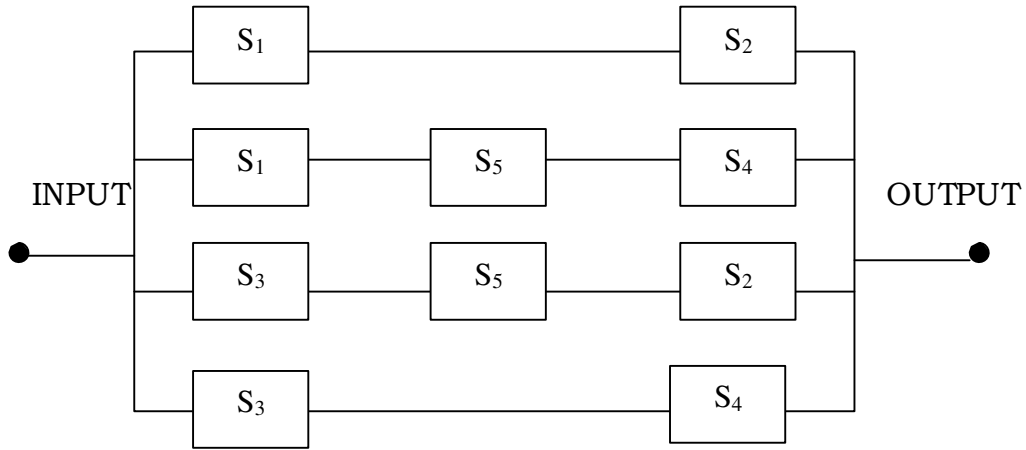 S₁ S₂
S₁ S₅ S₄
INPUT OUTPUT
S₃ S₅ S₂
S₃ S₄